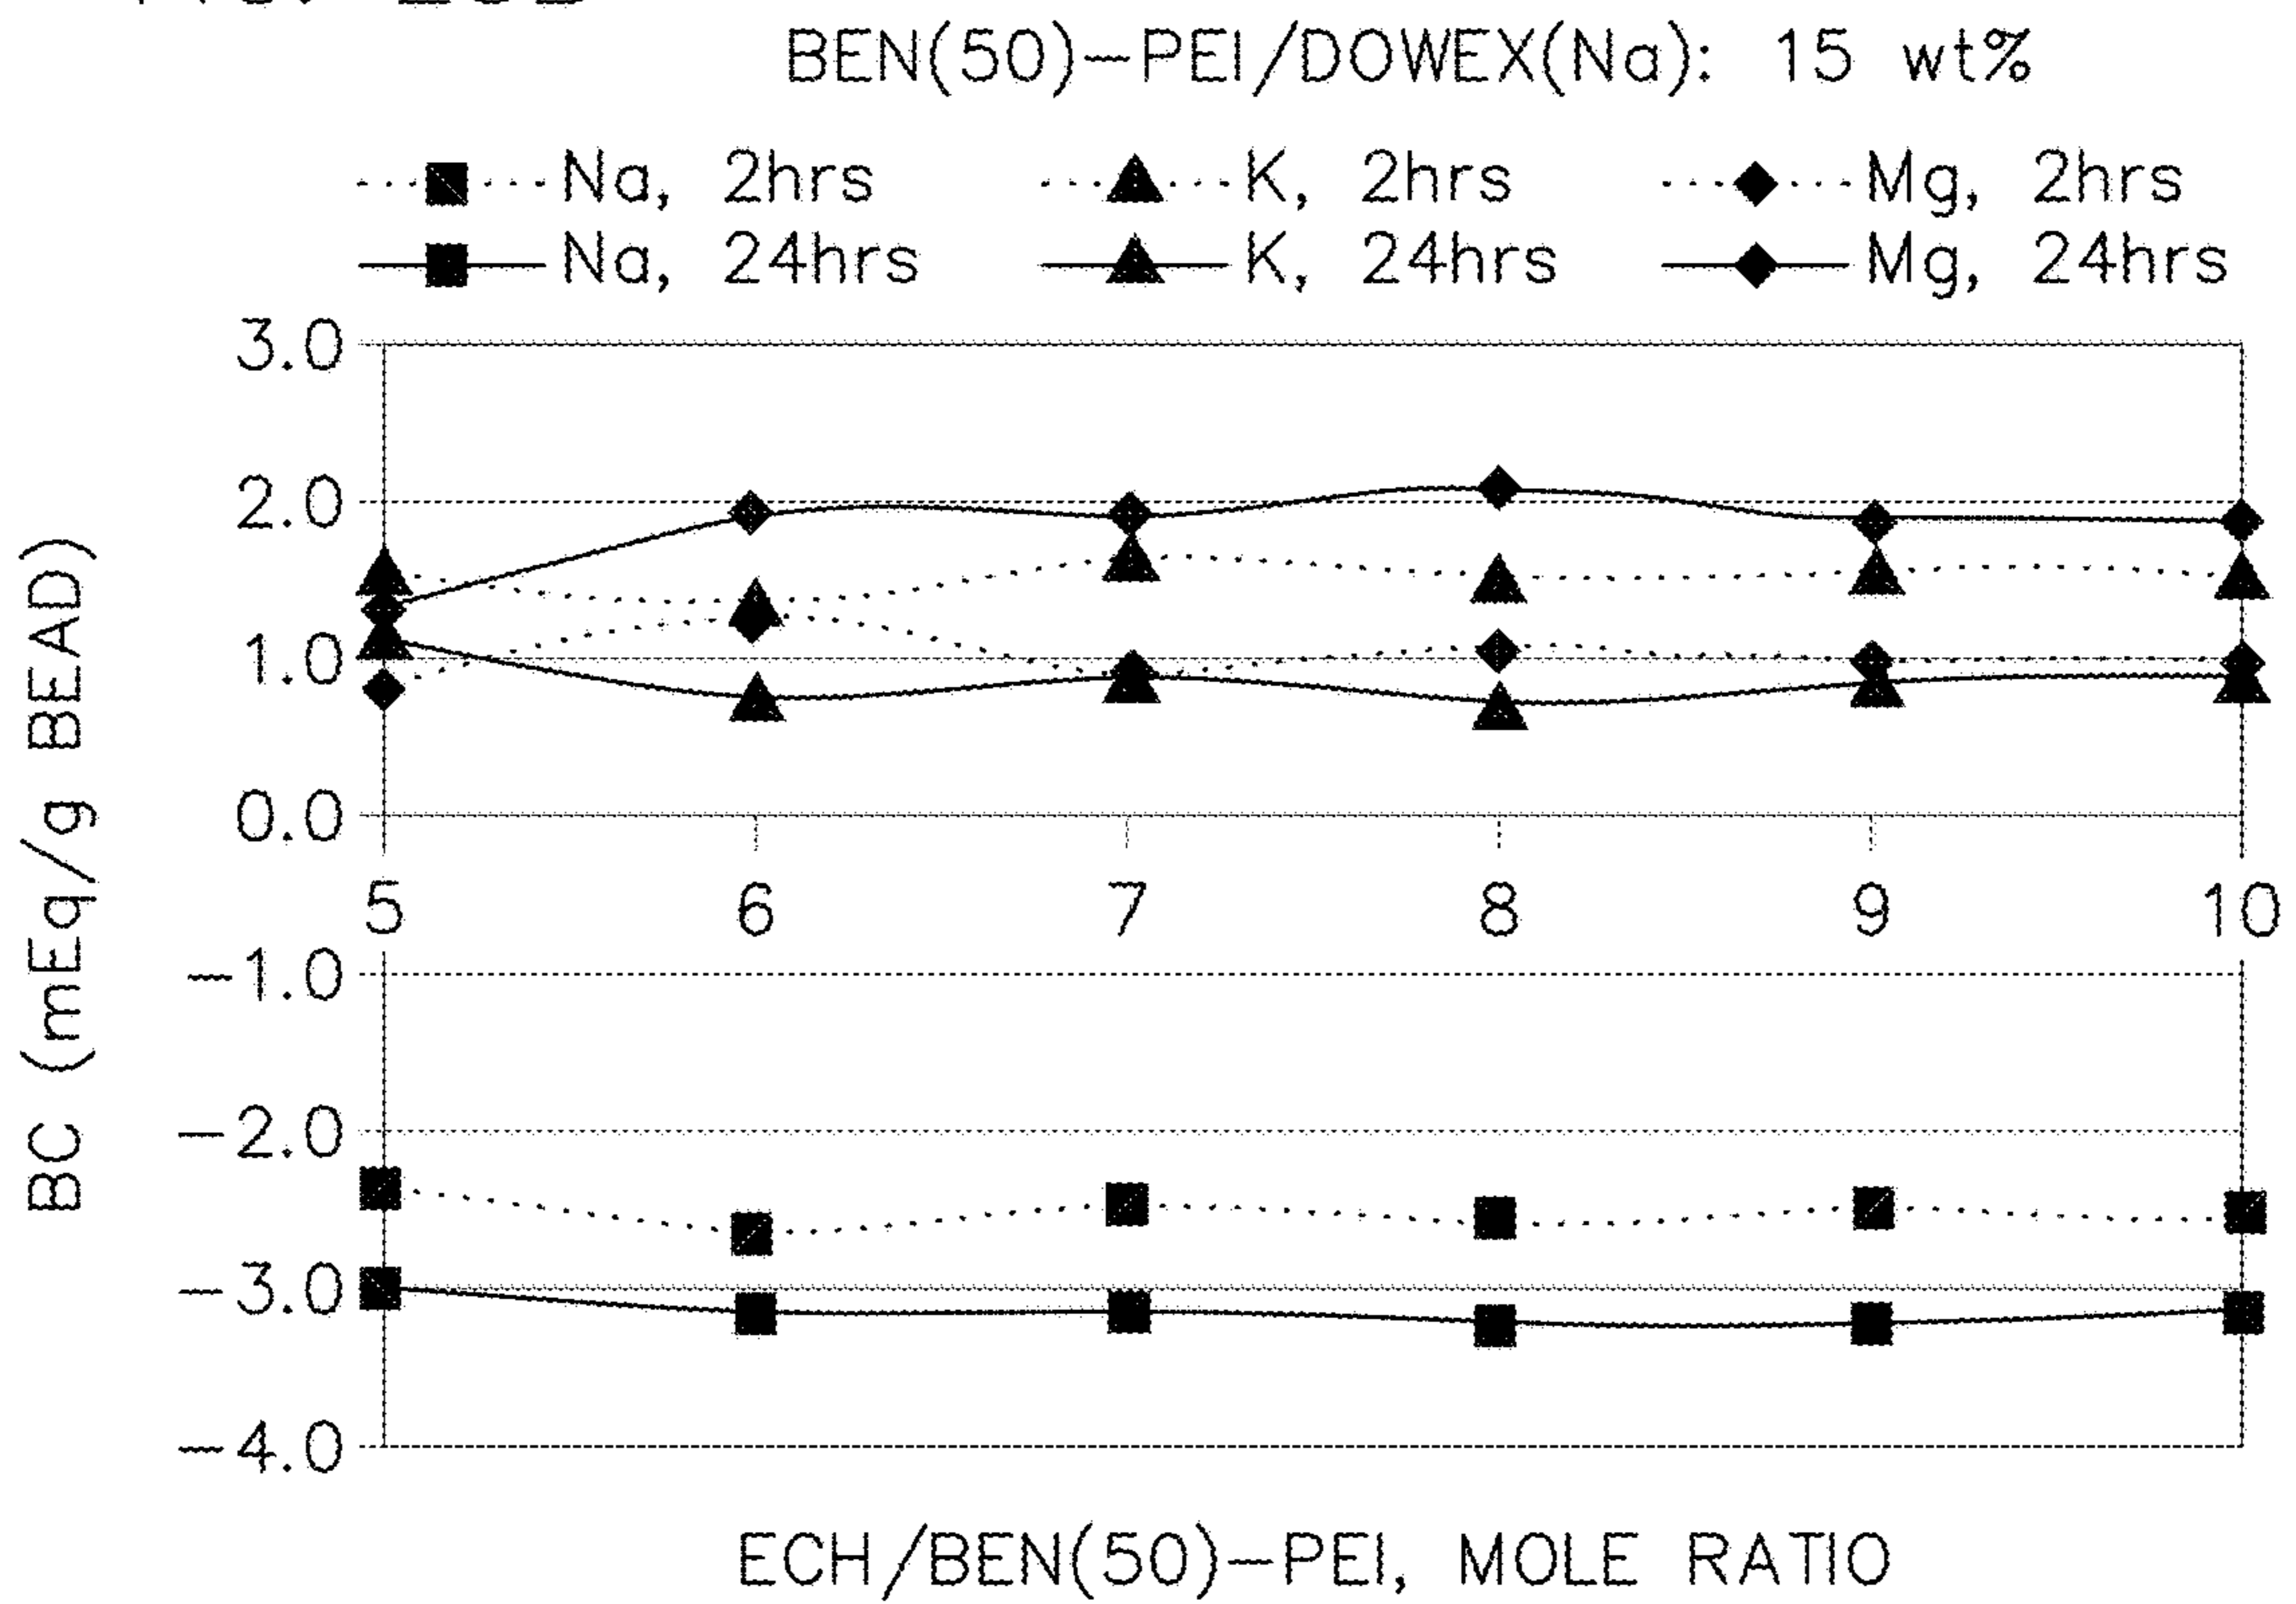 BEN(50)-PEI/DOWEX(Na): 15 wt%
Na, 2hrs K, 2hrs Mg, 2hrs
Na, 24hrs K, 24hrs Mg, 24hrs
3.0
2.0
1.0
0.0
5 6 7 8 9 10
-1.0
-2.0
-3.0
-4.0
BC (mEq/g BEAD)
ECH/BEN(50)-PEI, MOLE RATIO